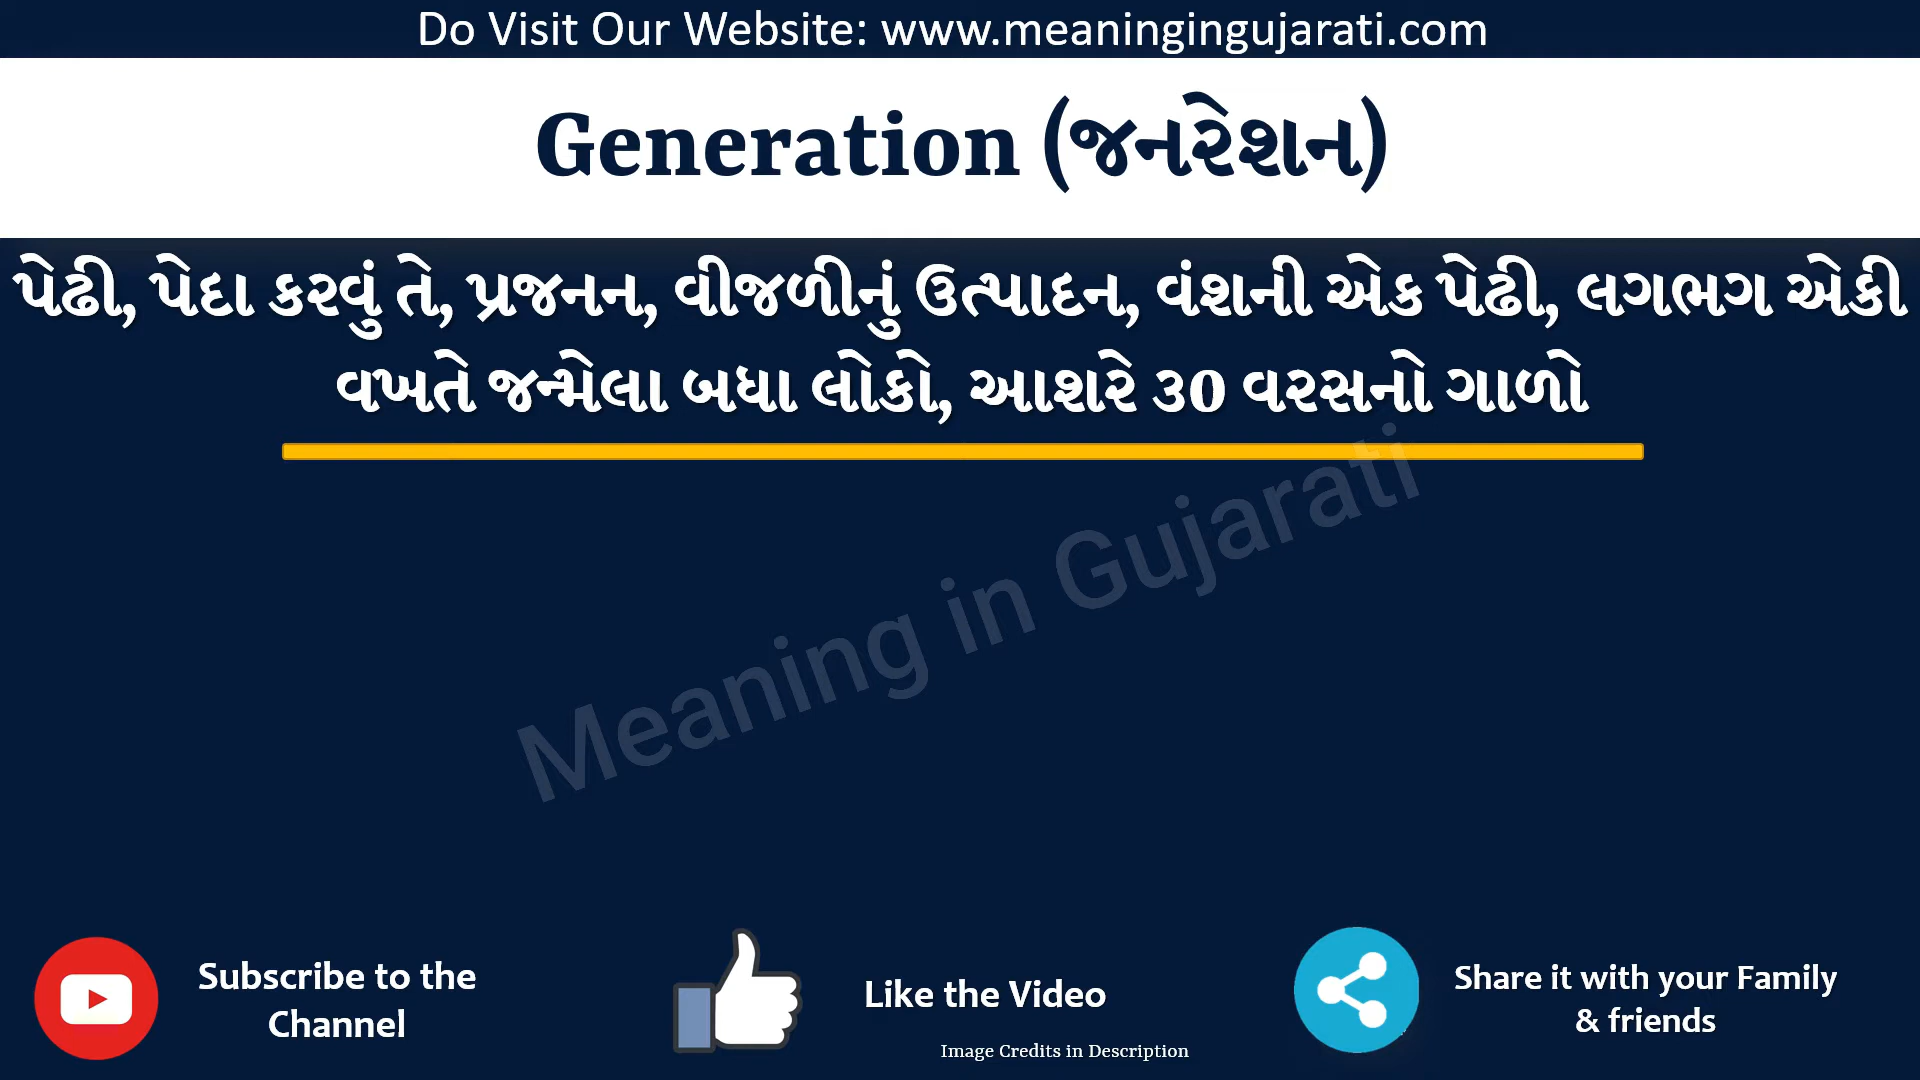 Do Visit Our Website: www.meaningingujarati.com
Generation (જનરેશન)
પેઢી, પેદા કરવું તે, પ્રજનન, વીજળીનું ઉત્પાદન, વંશની એક પેઢી, લગભગ એકી
વખતે જન્મેલા બધા લોકો, આશરે ૩૦ વરસનો ગાળો
Meaning in Gujarati
Subscribe to the
Channel
Like the Video
Share it with your Family
& friends
Image Credits in Description